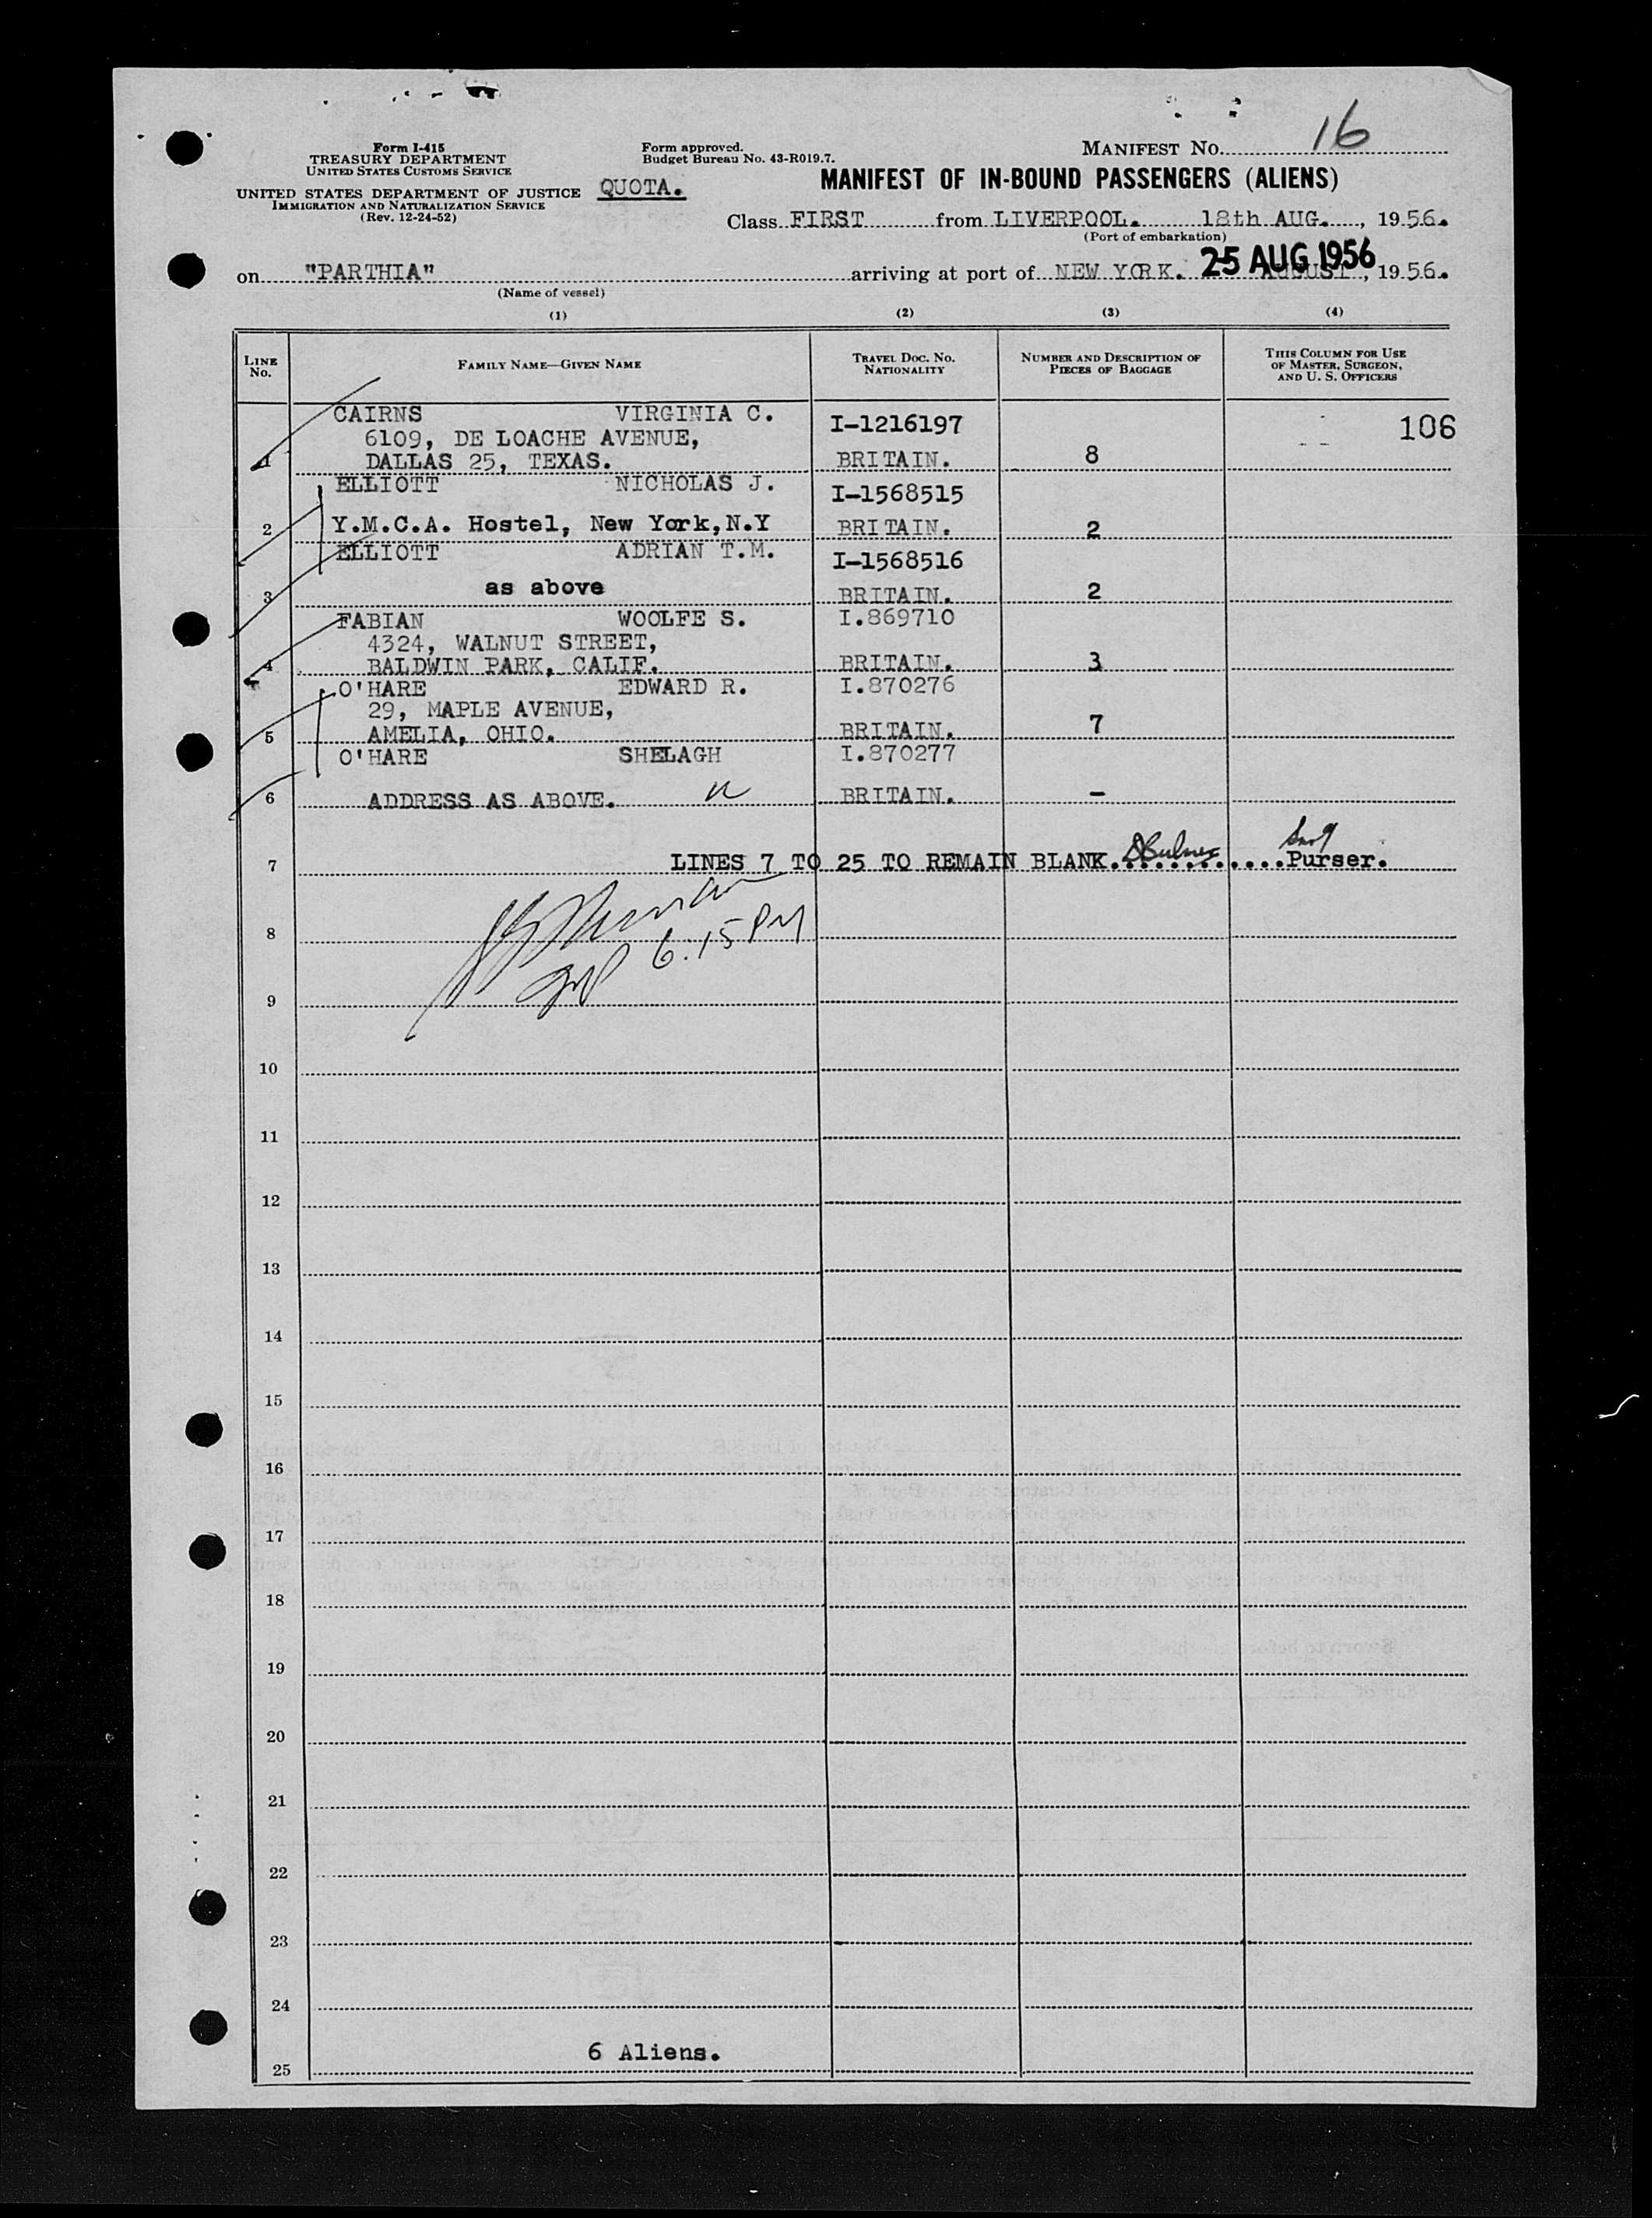 Form I-415
TREASURY DEPARTMENT
UNITED STATES CUSTOMS SERVICE
UNITED STATES DEPARTMENT OF JUSTICE
IMMIGRATION AND NATURALIZATION SERVICE
(Rev. 12-24-52)
Form approved.
Budget Bureau No. 43-R019.7.
QUOTA.
MANIFEST NO. 16
MANIFEST OF IN-BOUND PASSENGERS (ALIENS)
Class FIRST from LIVERPOOL. 18th AUG. , 1956.
(Port of embarkation)
on "PARTHIA" arriving at port of NEW YORK. 25 AUG 1956 AUGUST , 1956.
(Name of vessel)
(1) (2) (3) (4)
LINE NO. FAMILY NAME—GIVEN NAME TRAVEL DOC. NO. NATIONALITY NUMBER AND DESCRIPTION OF PIECES OF BAGGAGE THIS COLUMN FOR USE OF MASTER, SURGEON, AND U. S. OFFICERS
CAIRNS VIRGINIA C. I-1216197 106
6109, DE LOACHE AVENUE,
1 DALLAS 25, TEXAS. BRITAIN. 8
ELLIOTT NICHOLAS J. I-1568515
2 Y.M.C.A. Hostel, New York,N.Y BRITAIN. 2
ELLIOTT ADRIAN T.M. I-1568516
3 as above BRITAIN. 2
FABIAN WOOLFE S. I.869710
4324, WALNUT STREET,
4 BALDWIN PARK, CALIF. BRITAIN. 3
O'HARE EDWARD R. I.870276
29, MAPLE AVENUE,
5 AMELIA, OHIO. BRITAIN. 7
O'HARE SHELAGH I.870277
6 ADDRESS AS ABOVE. BRITAIN. -
7 LINES 7 TO 25 TO REMAIN BLANK. Purser.
8 6.15 PM
9
10
11
12
13
14
15
16
17
18
19
20
21
22
23
24
6 Aliens.
25